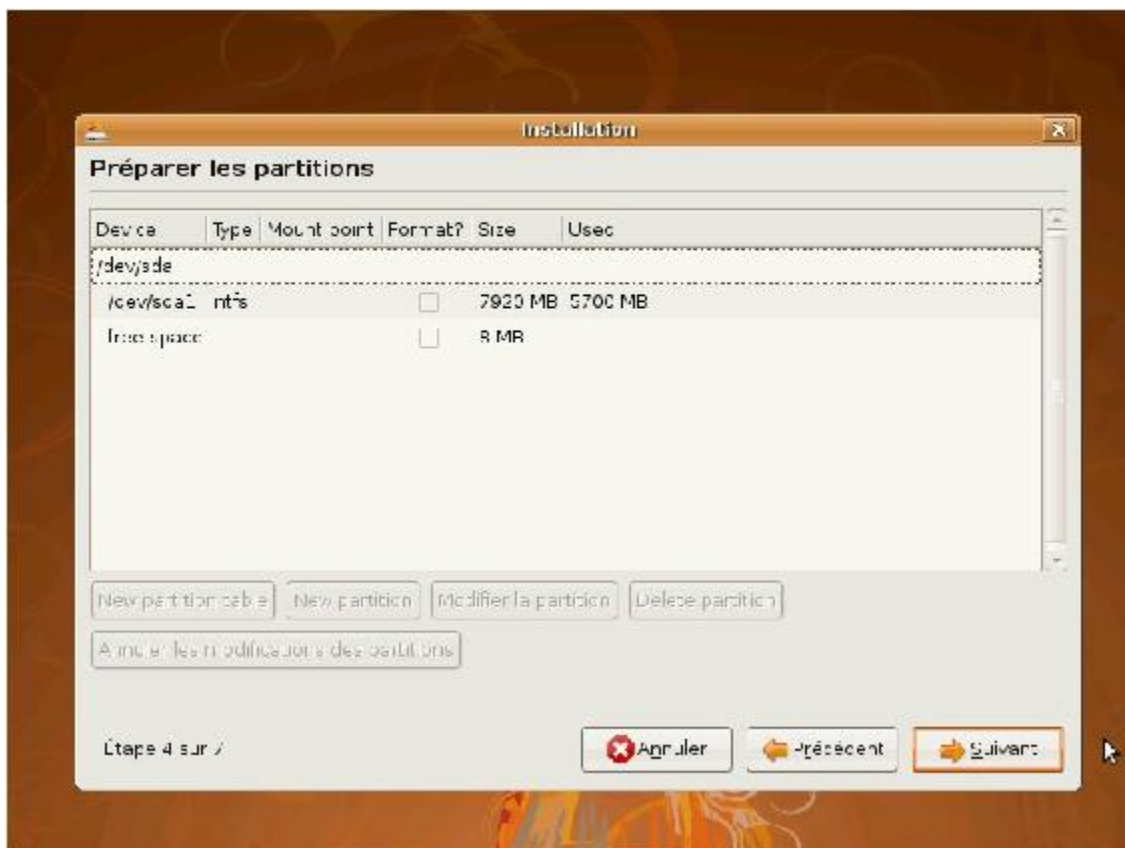 Installation
Préparer les partitions
Device Type Mount point Format? Size Used
/dev/sda
/dev/sda1 ntfs 7920 MB 5700 MB
free space 8 MB
New partition table New partition Modifier la partition Delete partition
Annuler les modifications des partitions
Étape 4 sur 7
Annuler Précédent Suivant